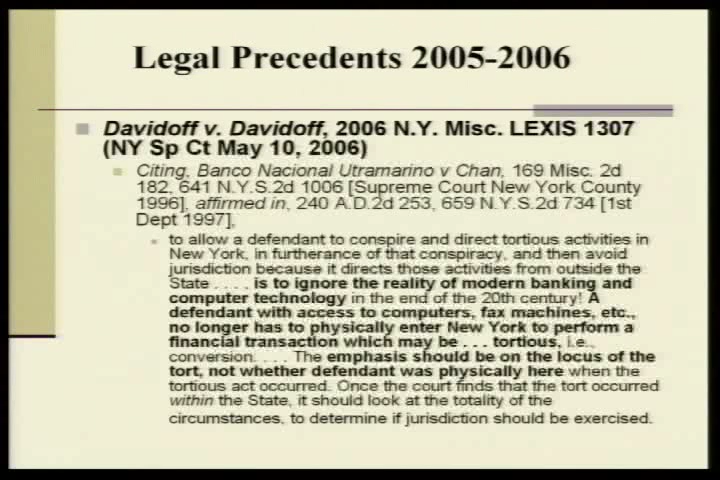 Legal Precedents 2005-2006
Davidoff v. Davidoff, 2006 N.Y. Misc. LEXIS 1307
(NY Sp Ct May 10, 2006)
Citing, Banco Nacional Utramarino v Chan, 169 Misc. 2d
182, 641 N.Y.S.2d 1006 [Supreme Court New York County
1996], affirmed in, 240 A.D.2d 253, 659 N.Y.S.2d 734 [1st
Dept 1997],
to allow a defendant to conspire and direct tortious activities in
New York, in furtherance of that conspiracy, and then avoid
jurisdiction because it directs those activities from outside the
State . . . . is to ignore the reality of modern banking and
computer technology in the end of the 20th century! A
defendant with access to computers, fax machines, etc.,
no longer has to physically enter New York to perform a
financial transaction which may be . . . tortious, i.e.,
conversion. . . . The emphasis should be on the locus of the
tort, not whether defendant was physically here when the
tortious act occurred. Once the court finds that the tort occurred
within the State, it should look at the totality of the
circumstances, to determine if jurisdiction should be exercised.